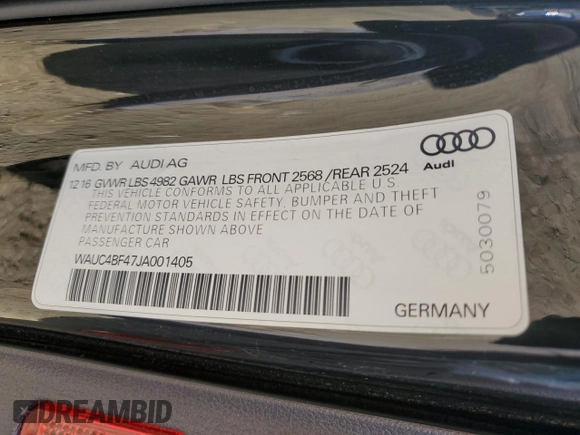 MFD. BY AUDI AG
12 16 GVWR LBS 4982 GAWR LBS FRONT 2568 /REAR 2524
THIS VEHICLE CONFORMS TO ALL APPLICABLE U S
FEDERAL MOTOR VEHICLE SAFETY, BUMPER AND THEFT
PREVENTION STANDARDS IN EFFECT ON THE DATE OF
MANUFACTURE SHOWN ABOVE
PASSENGER CAR
WAUC4BF47JA001405
Audi
5030079
GERMANY
DREAMBID